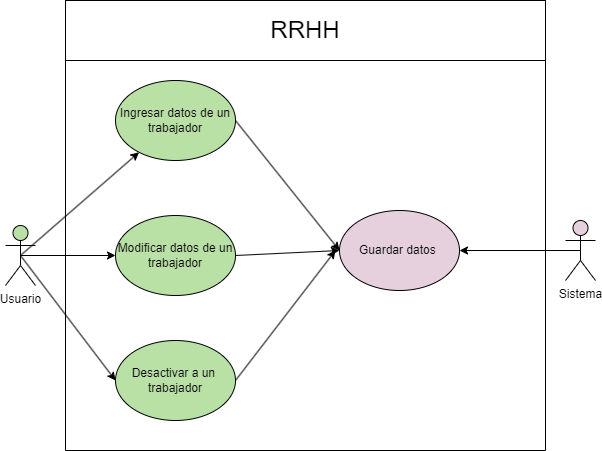 RRHH
Ingresar datos de un
trabajador
Modificar datos de un
trabajador
Guardar datos
Usuario
Sistema
Desactivar a un
trabajador